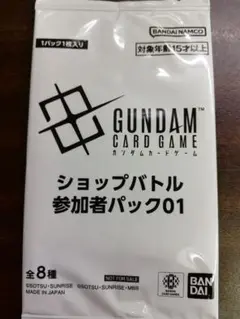 1パック1枚入り
BANDAI NAMCO
対象年齢15才以上
GUNDAM™
CARD GAME
ガンダムカードゲーム
ショップバトル
参加者パック01
全8種
NOT FOR SALE
©SOTSU・SUNRISE ©SOTSU・SUNRISE・MBS
MADE IN JAPAN
BANDAI